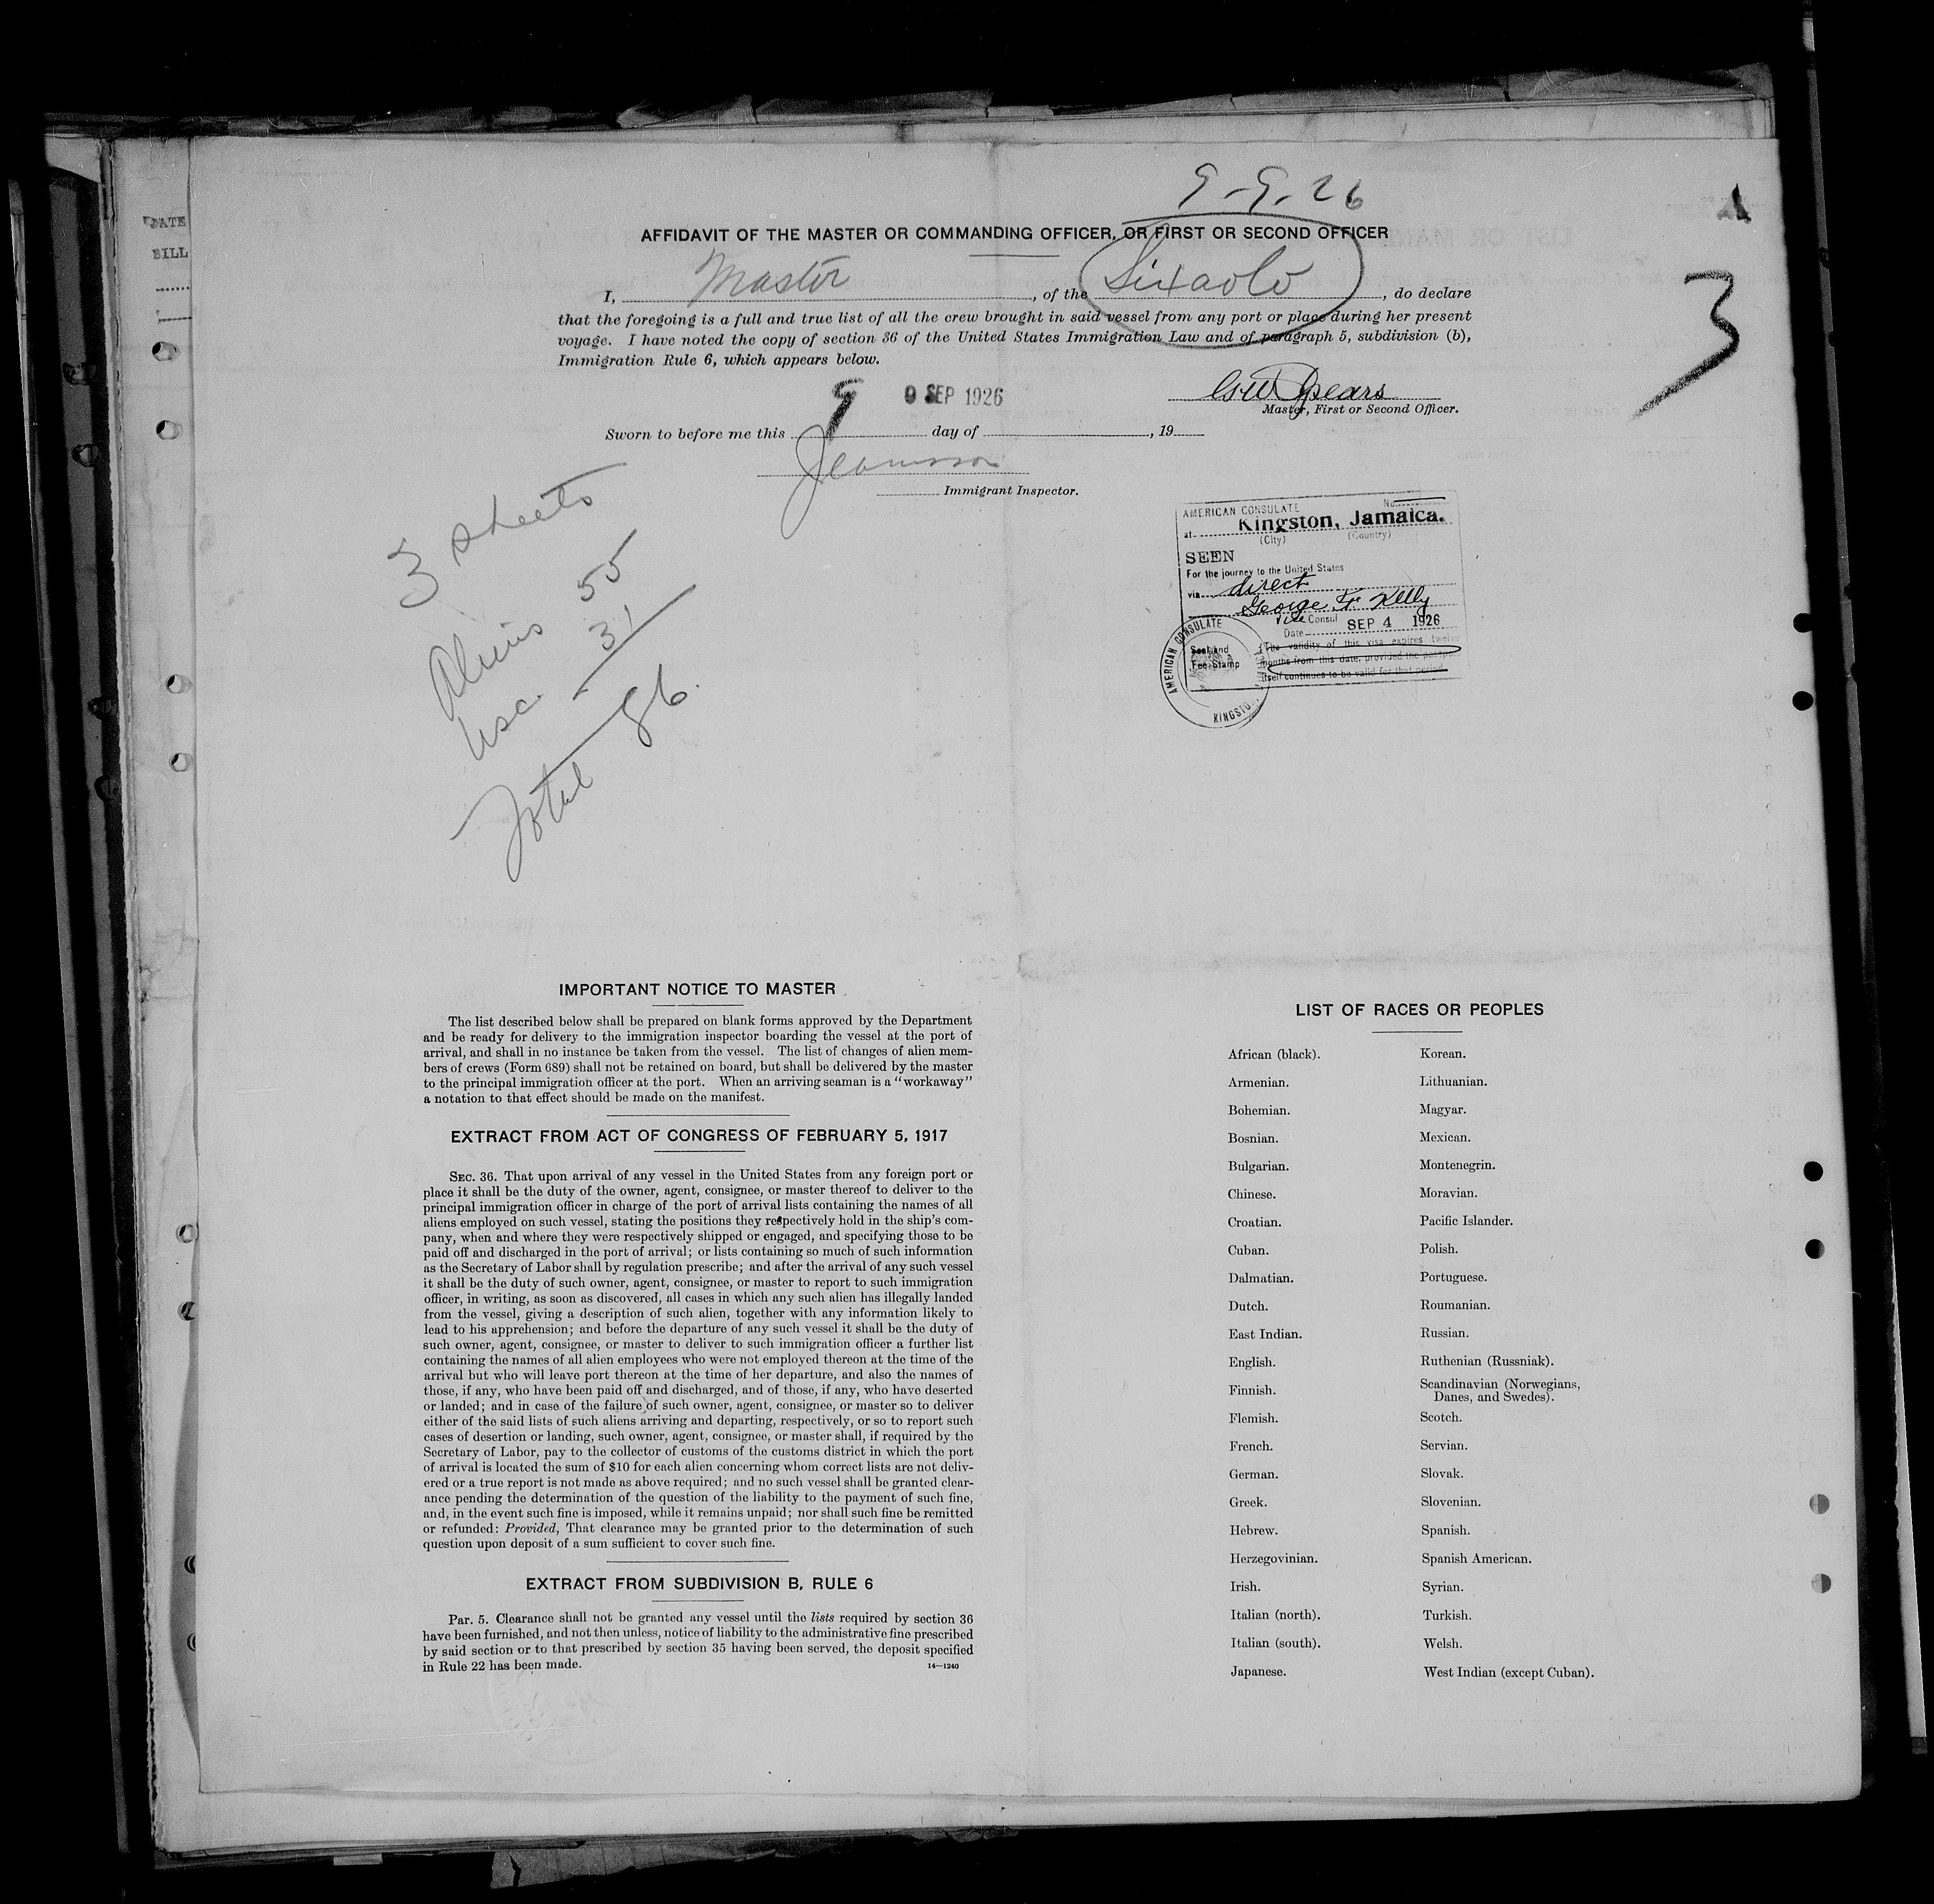 9-9-26
AFFIDAVIT OF THE MASTER OR COMMANDING OFFICER, OR FIRST OR SECOND OFFICER
I, Master, of the Sixaola, do declare
that the foregoing is a full and true list of all the crew brought in said vessel from any port or place during her present
voyage. I have noted the copy of section 36 of the United States Immigration Law and of paragraph 5, subdivision (b),
Immigration Rule 6, which appears below.
3
9 9 SEP 1926
GW Spears
Master, First or Second Officer.
Sworn to before me this day of , 19
Immigrant Inspector.
DATE
BILL
3 sheets
Aliens 55
usc - 31
Total 86
No.
AMERICAN CONSULATE
at Kingston, Jamaica.
(City) (Country)
SEEN
For the journey to the United States
via direct
George F. Kelly
Vice Consul
Date SEP 4 1926
Seal and
Fee Stamp
(The validity of this visa expires twelve
months from this date, provided the passport
itself continues to be valid for that period.
AMERICAN CONSULATE
KINGSTO
IMPORTANT NOTICE TO MASTER
The list described below shall be prepared on blank forms approved by the Department
and be ready for delivery to the immigration inspector boarding the vessel at the port of
arrival, and shall in no instance be taken from the vessel. The list of changes of alien mem-
bers of crews (Form 689) shall not be retained on board, but shall be delivered by the master
to the principal immigration officer at the port. When an arriving seaman is a "workaway"
a notation to that effect should be made on the manifest.
EXTRACT FROM ACT OF CONGRESS OF FEBRUARY 5, 1917
SEC. 36. That upon arrival of any vessel in the United States from any foreign port or
place it shall be the duty of the owner, agent, consignee, or master thereof to deliver to the
principal immigration officer in charge of the port of arrival lists containing the names of all
aliens employed on such vessel, stating the positions they respectively hold in the ship's com-
pany, when and where they were respectively shipped or engaged, and specifying those to be
paid off and discharged in the port of arrival; or lists containing so much of such information
as the Secretary of Labor shall by regulation prescribe; and after the arrival of any such vessel
it shall be the duty of such owner, agent, consignee, or master to report to such immigration
officer, in writing, as soon as discovered, all cases in which any such alien has illegally landed
from the vessel, giving a description of such alien, together with any information likely to
lead to his apprehension; and before the departure of any such vessel it shall be the duty of
such owner, agent, consignee, or master to deliver to such immigration officer a further list
containing the names of all alien employees who were not employed thereon at the time of the
arrival but who will leave port thereon at the time of her departure, and also the names of
those, if any, who have been paid off and discharged, and of those, if any, who have deserted
or landed; and in case of the failure of such owner, agent, consignee, or master so to deliver
either of the said lists of such aliens arriving and departing, respectively, or so to report such
cases of desertion or landing, such owner, agent, consignee, or master shall, if required by the
Secretary of Labor, pay to the collector of customs of the customs district in which the port
of arrival is located the sum of $10 for each alien concerning whom correct lists are not deliv-
ered or a true report is not made as above required; and no such vessel shall be granted clear-
ance pending the determination of the question of the liability to the payment of such fine,
and, in the event such fine is imposed, while it remains unpaid; nor shall such fine be remitted
or refunded: Provided, That clearance may be granted prior to the determination of such
question upon deposit of a sum sufficient to cover such fine.
EXTRACT FROM SUBDIVISION B, RULE 6
Par. 5. Clearance shall not be granted any vessel until the lists required by section 36
have been furnished, and not then unless, notice of liability to the administrative fine prescribed
by said section or to that prescribed by section 35 having been served, the deposit specified
in Rule 22 has been made.
14—1240
LIST OF RACES OR PEOPLES
African (black).
Armenian.
Bohemian.
Bosnian.
Bulgarian.
Chinese.
Croatian.
Cuban.
Dalmatian.
Dutch.
East Indian.
English.
Finnish.
Flemish.
French.
German.
Greek.
Hebrew.
Herzegovinian.
Irish.
Italian (north).
Italian (south).
Japanese.
Korean.
Lithuanian.
Magyar.
Mexican.
Montenegrin.
Moravian.
Pacific Islander.
Polish.
Portuguese.
Roumanian.
Russian.
Ruthenian (Russniak).
Scandinavian (Norwegians,
Danes, and Swedes).
Scotch.
Servian.
Slovak.
Slovenian.
Spanish.
Spanish American.
Syrian.
Turkish.
Welsh.
West Indian (except Cuban).